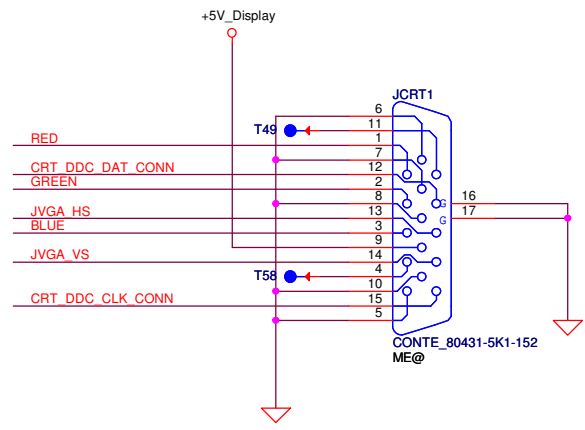 +5V_Display
JCRT1
6
T49
11
RED
1
7
CRT_DDC_DAT_CONN
12
GREEN
2
8
G
16
JVGA_HS
13
G
17
BLUE
3
9
JVGA_VS
14
T58
4
10
CRT_DDC_CLK_CONN
15
5
CONTE_80431-5K1-152
ME@